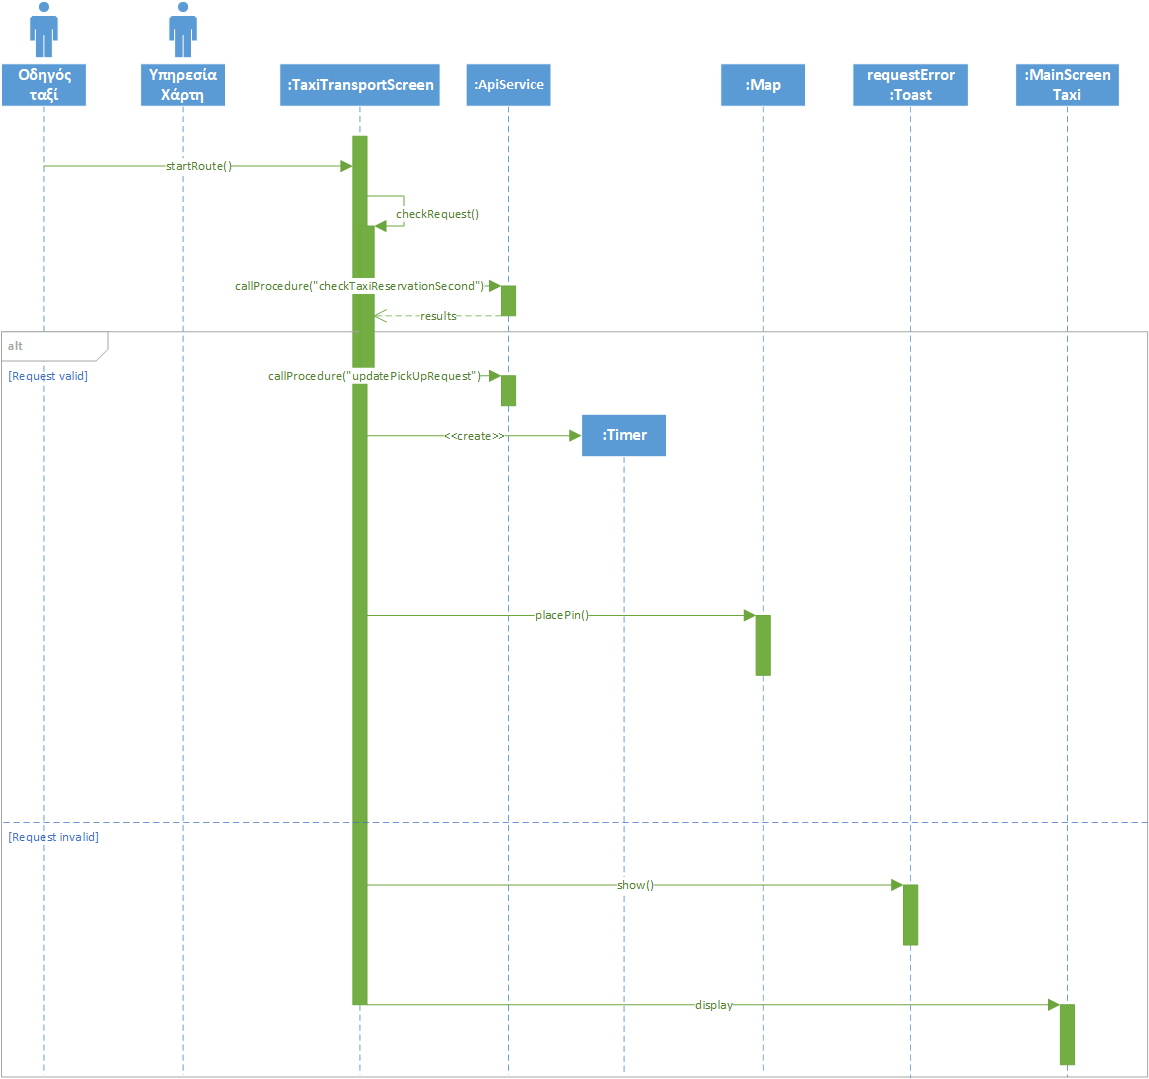 Οδηγός
ταξί
Υπηρεσία
Χάρτη
:TaxiTransportScreen
:ApiService
:Map
requestError
:Toast
:MainScreen
Taxi
startRoute()
checkRequest()
callProcedure("checkTaxiReservationSecond")
results
alt
[Request valid]
callProcedure("updatePickUpRequest")
<<create>>
:Timer
placePin()
[Request invalid]
show()
display